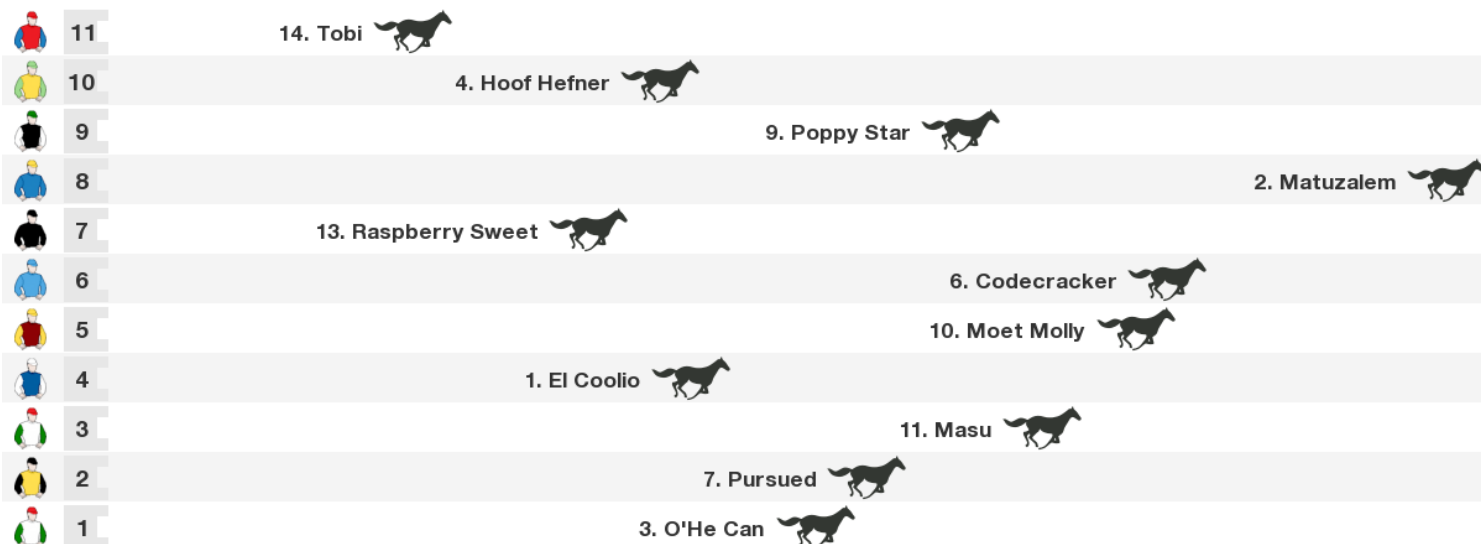 11 14. Tobi
10 4. Hoof Hefner
9 9. Poppy Star
8 2. Matuzalem
7 13. Raspberry Sweet
6 6. Codecracker
5 10. Moet Molly
4 1. El Coolio
3 11. Masu
2 7. Pursued
1 3. O'He Can